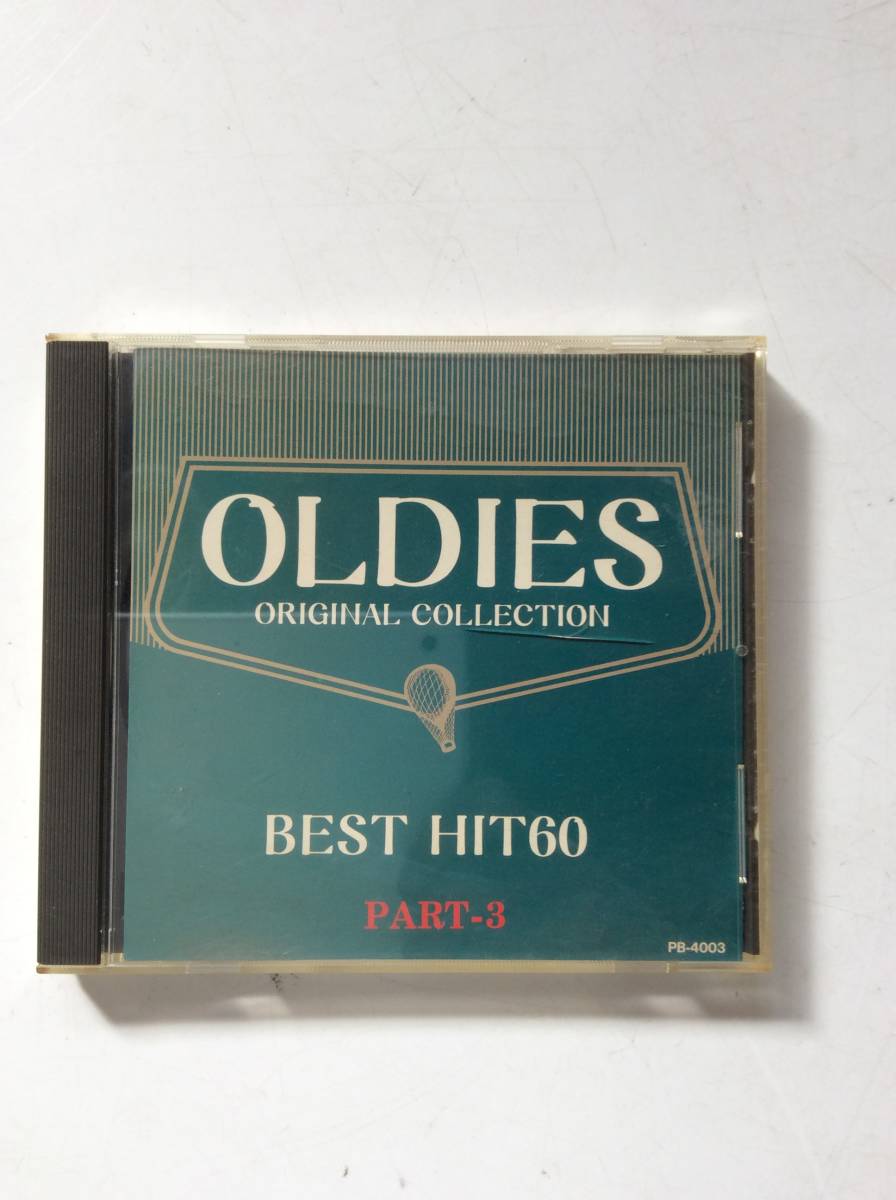 OLDIES
ORIGINAL COLLECTION
BEST HIT60
PART-3
PB-4003